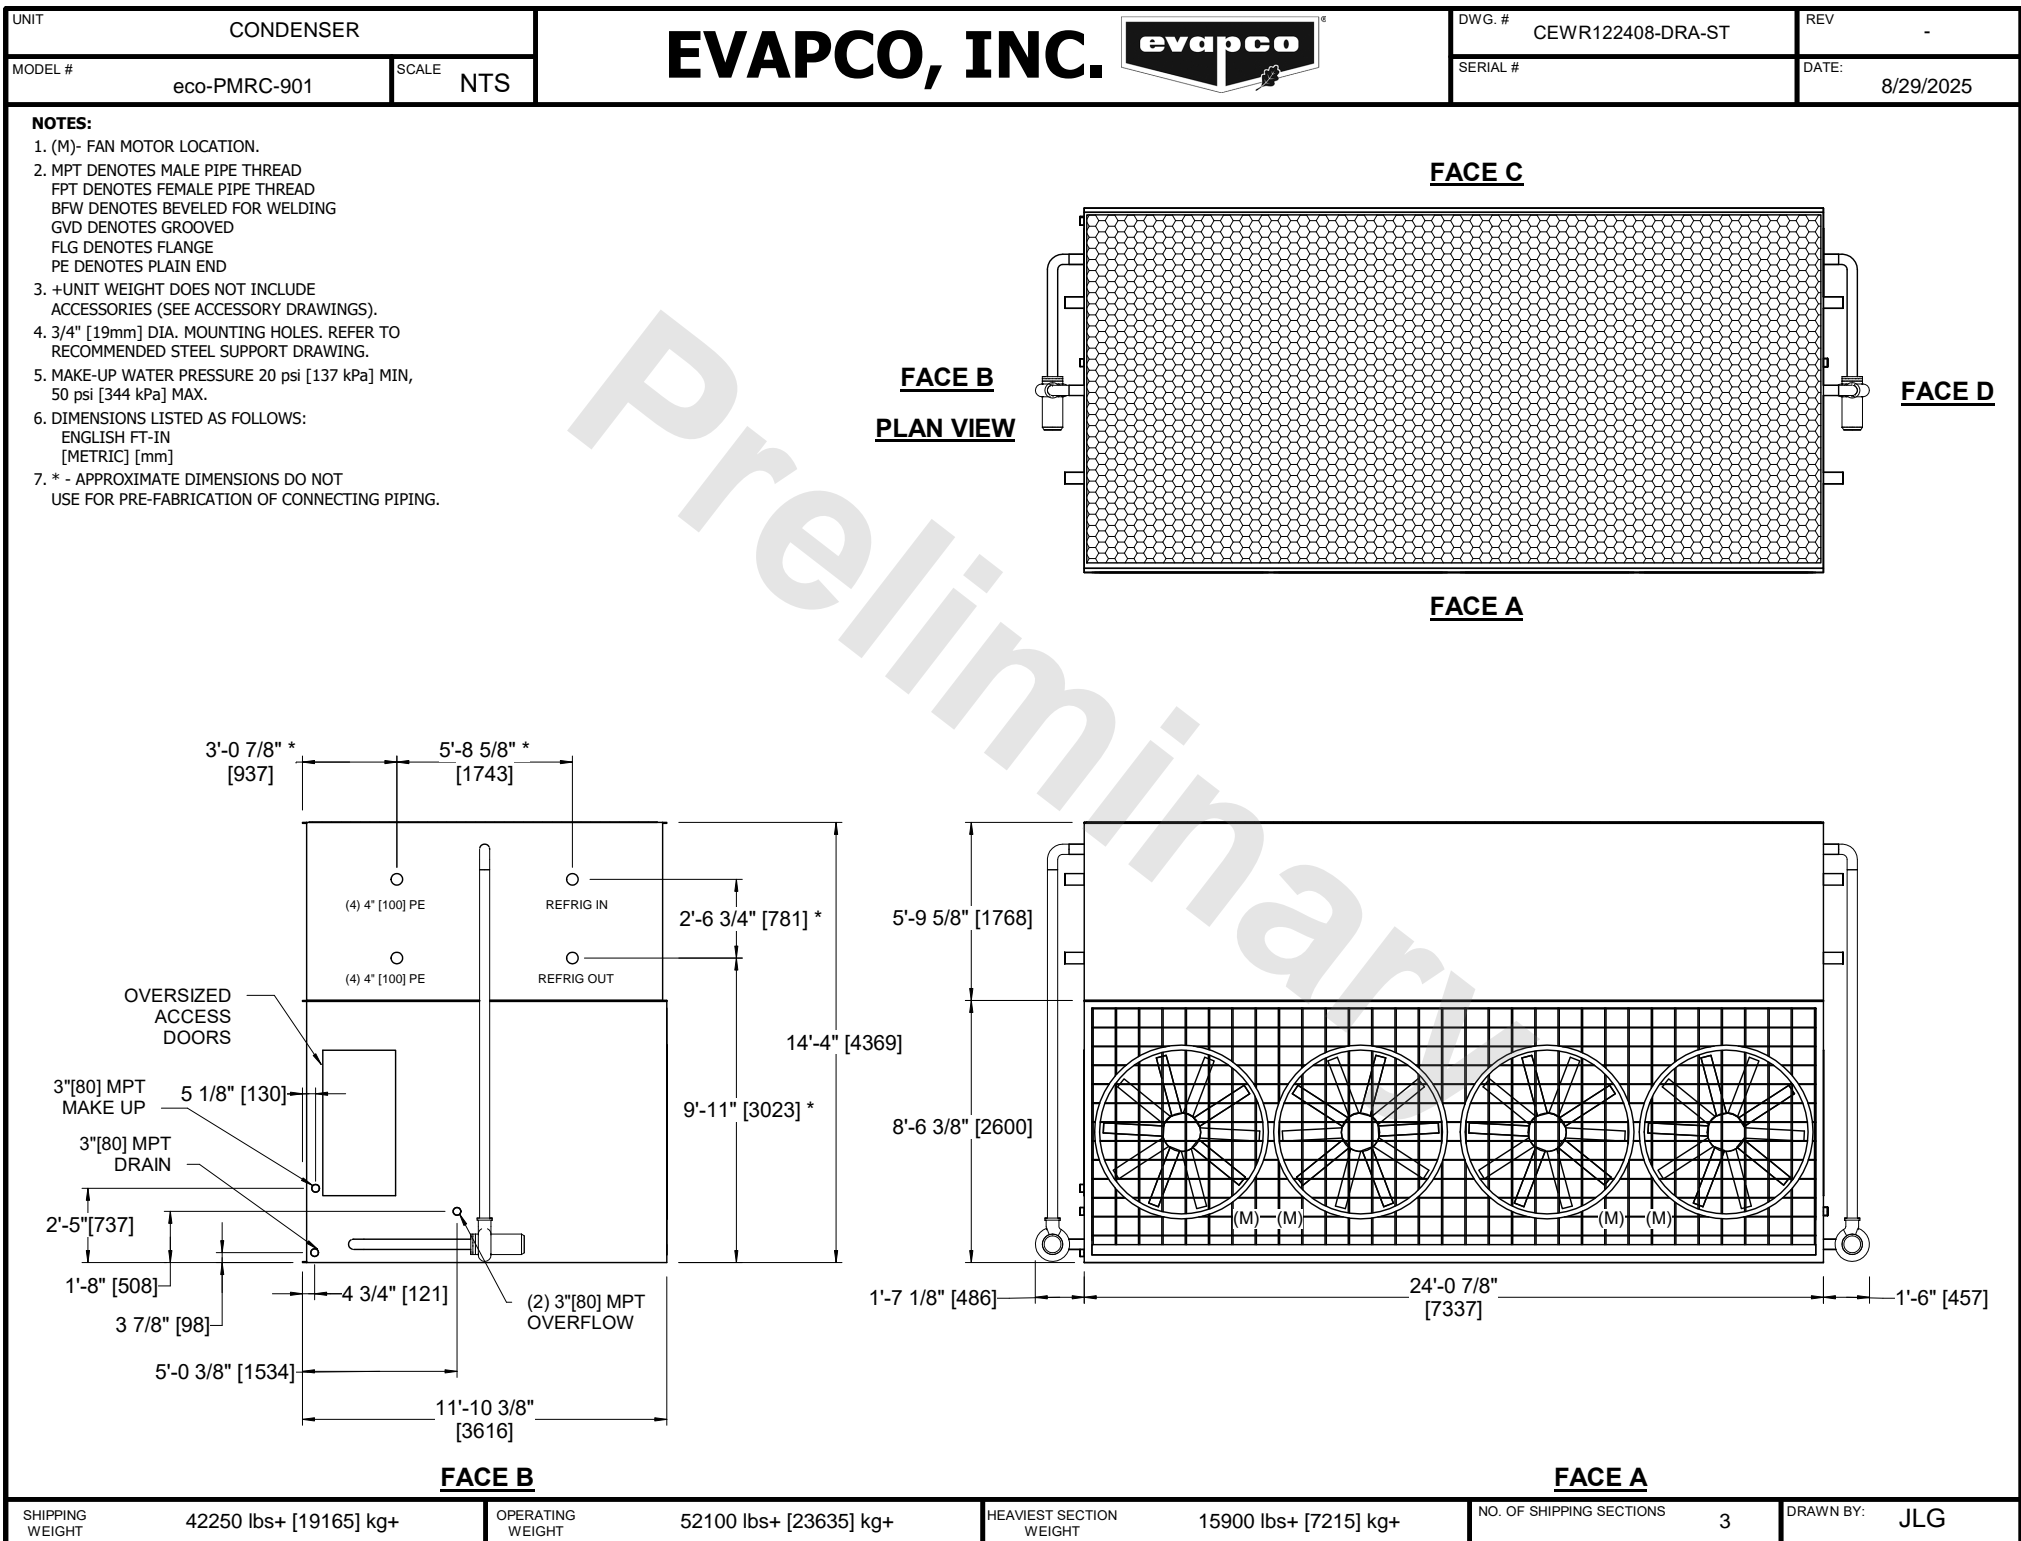 UNIT
CONDENSER
MODEL #
eco-PMRC-901
SCALE
NTS
EVAPCO, INC.
evapco
®
DWG. #
CEWR122408-DRA-ST
REV
-
SERIAL #
DATE:
8/29/2025
NOTES:
1. (M)- FAN MOTOR LOCATION.
2. MPT DENOTES MALE PIPE THREAD
FPT DENOTES FEMALE PIPE THREAD
BFW DENOTES BEVELED FOR WELDING
GVD DENOTES GROOVED
FLG DENOTES FLANGE
PE DENOTES PLAIN END
3. +UNIT WEIGHT DOES NOT INCLUDE
ACCESSORIES (SEE ACCESSORY DRAWINGS).
4. 3/4" [19mm] DIA. MOUNTING HOLES. REFER TO
RECOMMENDED STEEL SUPPORT DRAWING.
5. MAKE-UP WATER PRESSURE 20 psi [137 kPa] MIN,
50 psi [344 kPa] MAX.
6. DIMENSIONS LISTED AS FOLLOWS:
ENGLISH FT-IN
[METRIC] [mm]
7. * - APPROXIMATE DIMENSIONS DO NOT
USE FOR PRE-FABRICATION OF CONNECTING PIPING.
Preliminary
FACE C
FACE B
PLAN VIEW
FACE D
FACE A
3'-0 7/8" *
[937]
5'-8 5/8" *
[1743]
(4) 4" [100] PE
REFRIG IN
2'-6 3/4" [781] *
(4) 4" [100] PE
REFRIG OUT
OVERSIZED
ACCESS
DOORS
14'-4" [4369]
3"[80] MPT
MAKE UP
5 1/8" [130]
9'-11" [3023] *
3"[80] MPT
DRAIN
2'-5"[737]
1'-8" [508]
4 3/4" [121]
3 7/8" [98]
(2) 3"[80] MPT
OVERFLOW
5'-0 3/8" [1534]
11'-10 3/8"
[3616]
FACE B
5'-9 5/8" [1768]
8'-6 3/8" [2600]
(M)
(M)
(M)
(M)
1'-7 1/8" [486]
24'-0 7/8"
[7337]
1'-6" [457]
FACE A
SHIPPING
WEIGHT
42250 lbs+ [19165] kg+
OPERATING
WEIGHT
52100 lbs+ [23635] kg+
HEAVIEST SECTION
WEIGHT
15900 lbs+ [7215] kg+
NO. OF SHIPPING SECTIONS
3
DRAWN BY:
JLG